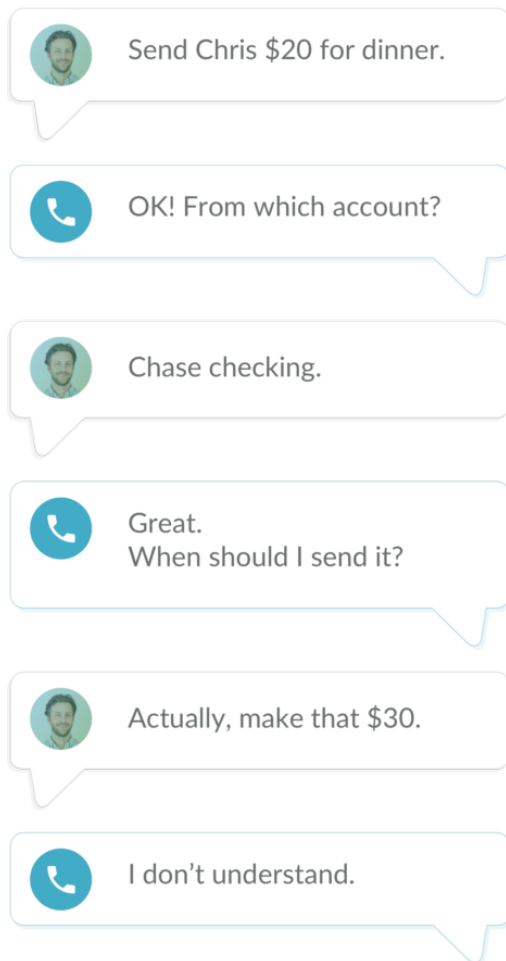 Send Chris $20 for dinner.
OK! From which account?
Chase checking.
Great.
When should I send it?
Actually, make that $30.
I don’t understand.